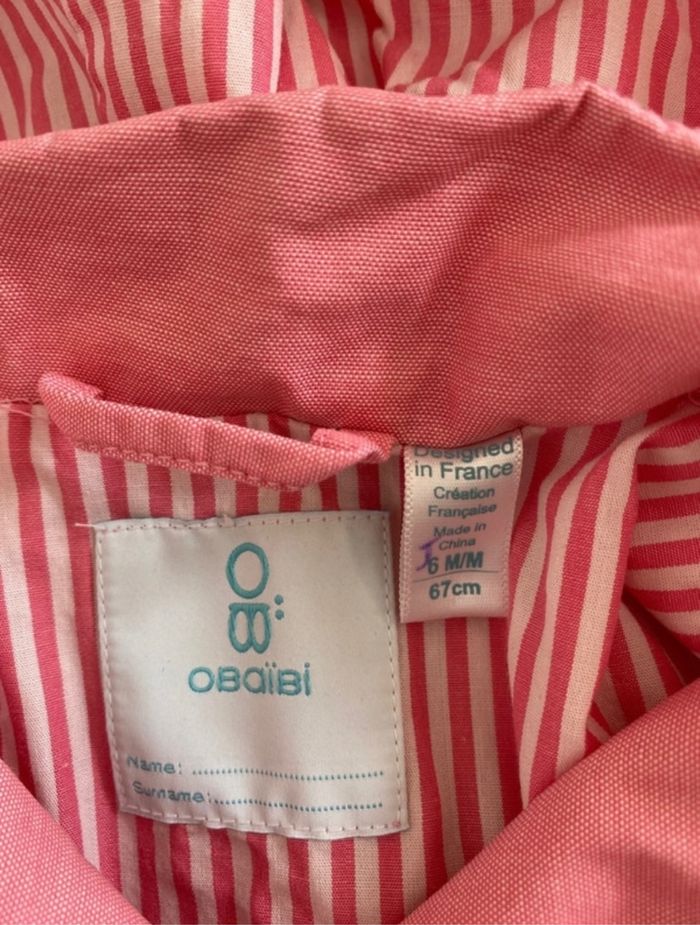 Designed
in France
Création
Française
Made in
China
6 M/M
67cm
OBaïBi
Name:
Surname: